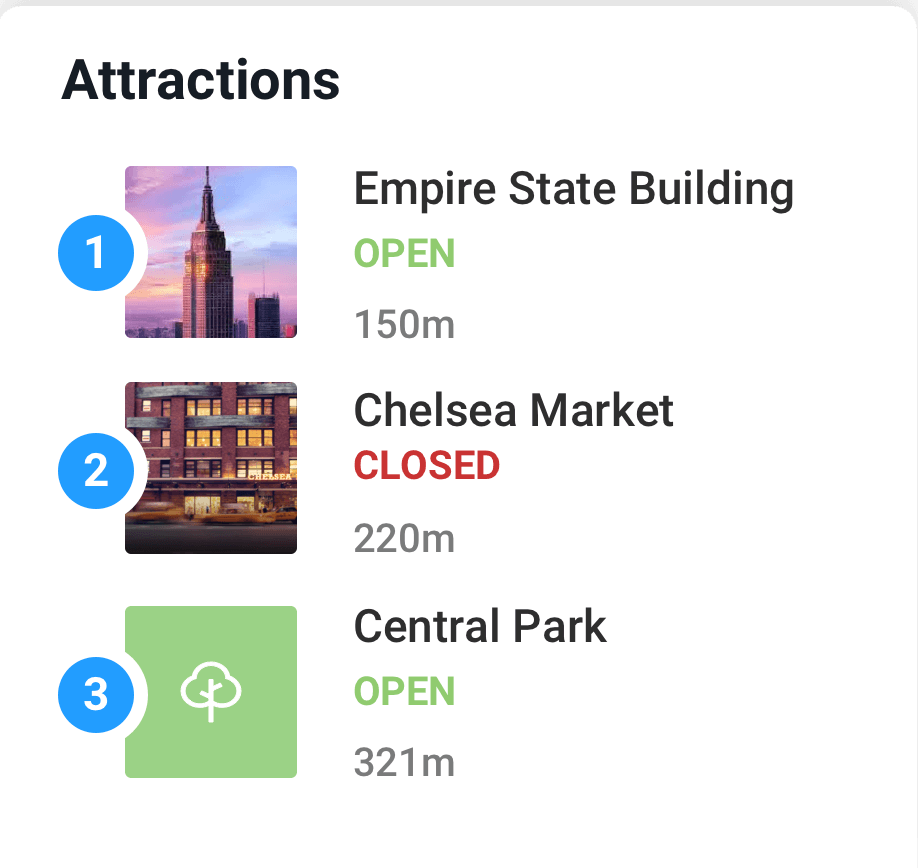 Attractions
1
Empire State Building
OPEN
150m
2
CHELSEA
Chelsea Market
CLOSED
220m
3
Central Park
OPEN
321m